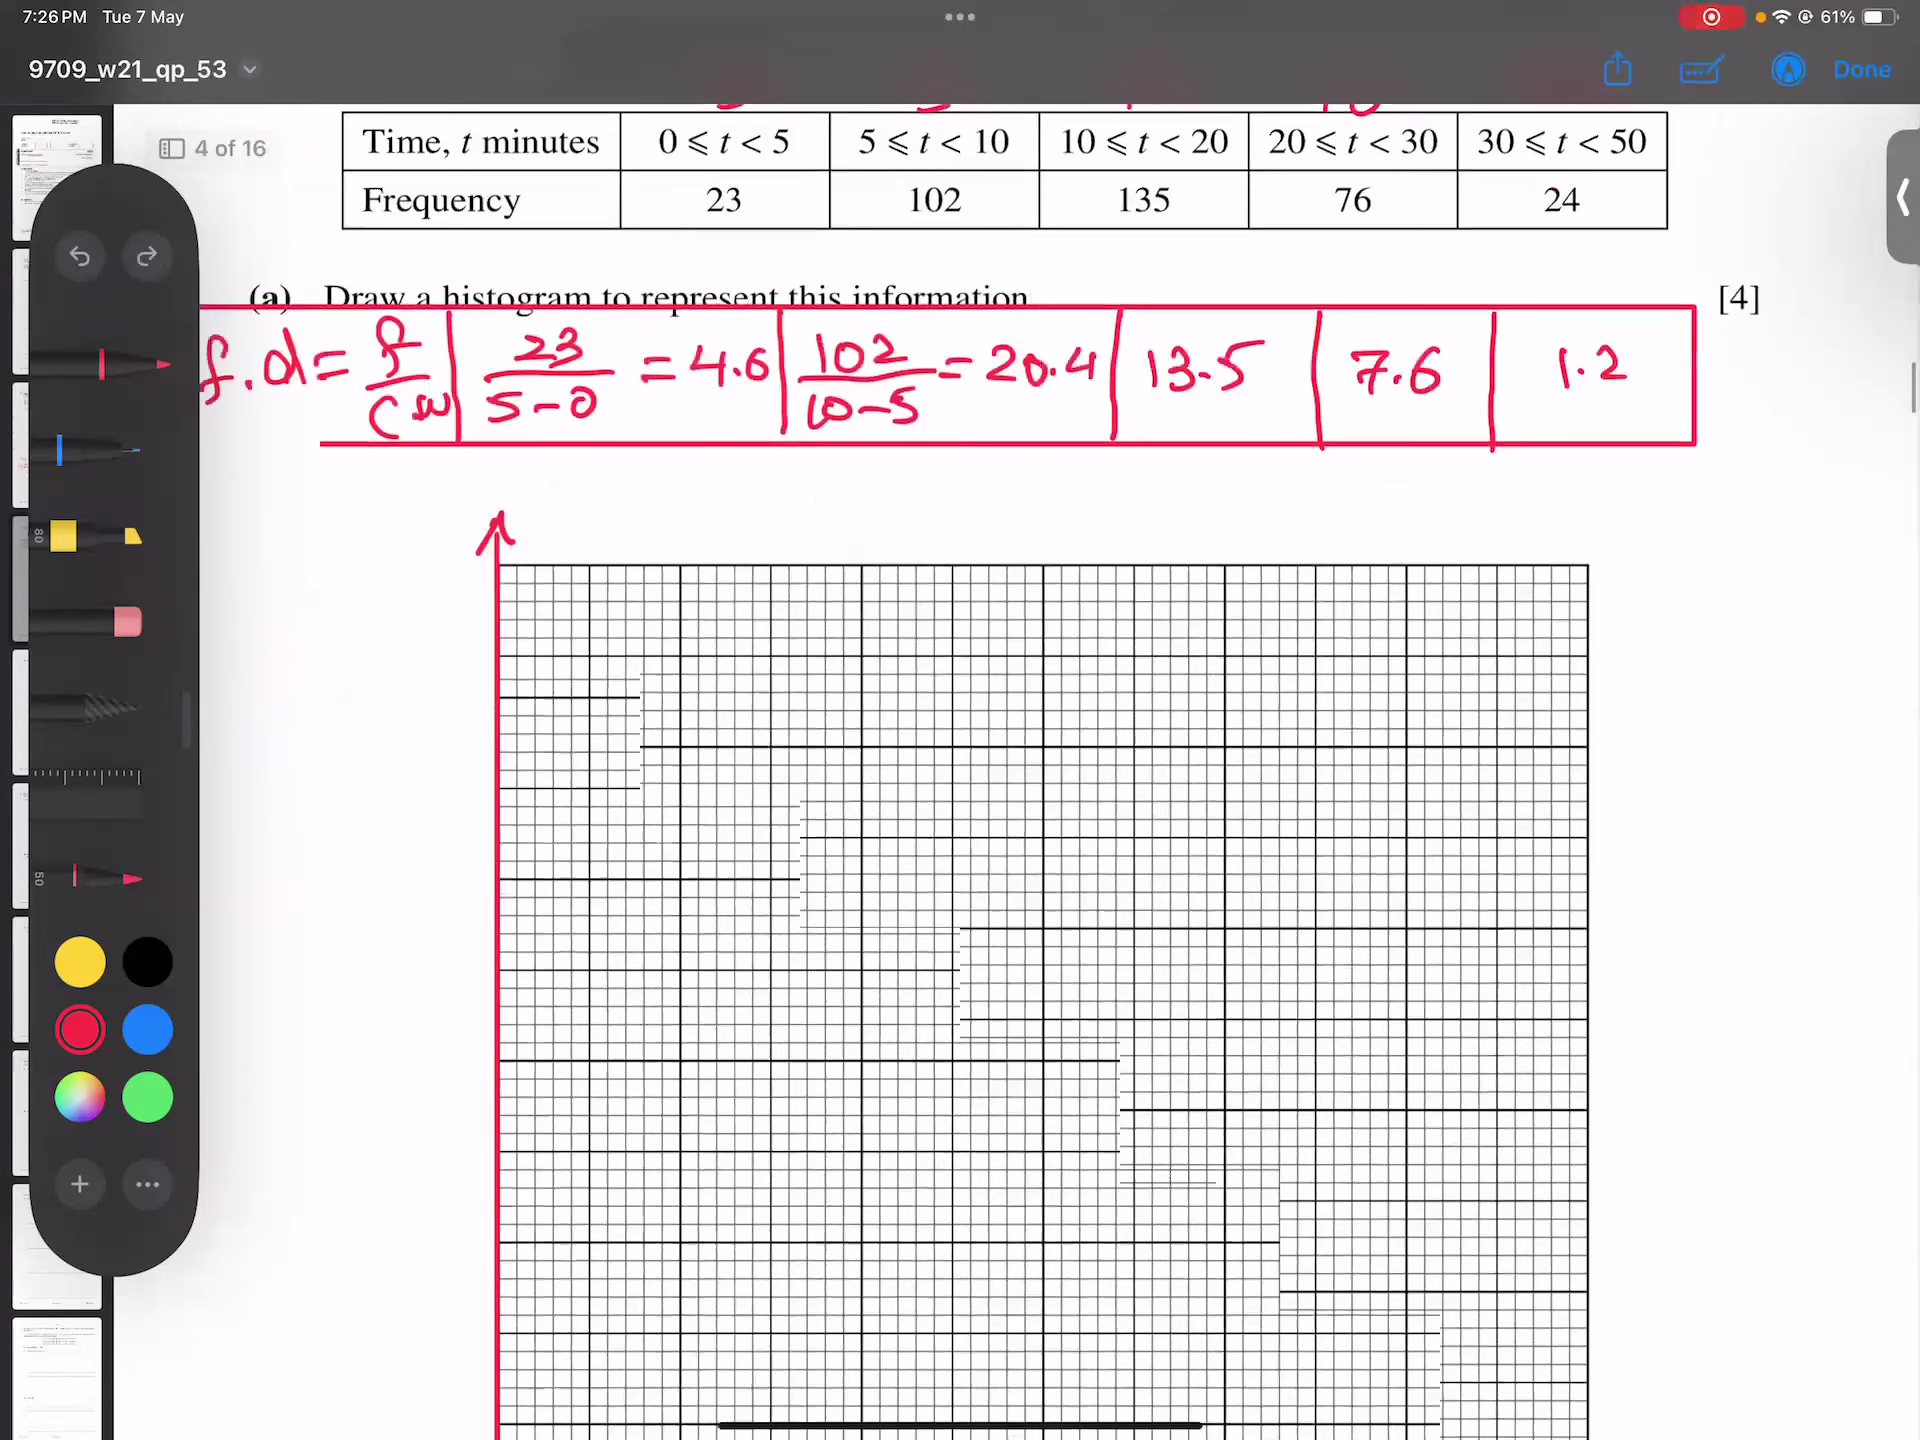 7:26 PM Tue 7 May
61%
9709_w21_qp_53
Done
4 of 16
Time, t minutes 0 ⩽ t < 5 5 ⩽ t < 10 10 ⩽ t < 20 20 ⩽ t < 30 30 ⩽ t < 50
Frequency 23 102 135 76 24
(a) Draw a histogram to represent this information. [4]
f.d = f/cw | 23/(5-0) = 4.6 | 102/(10-5) = 20.4 | 13.5 | 7.6 | 1.2
80
50